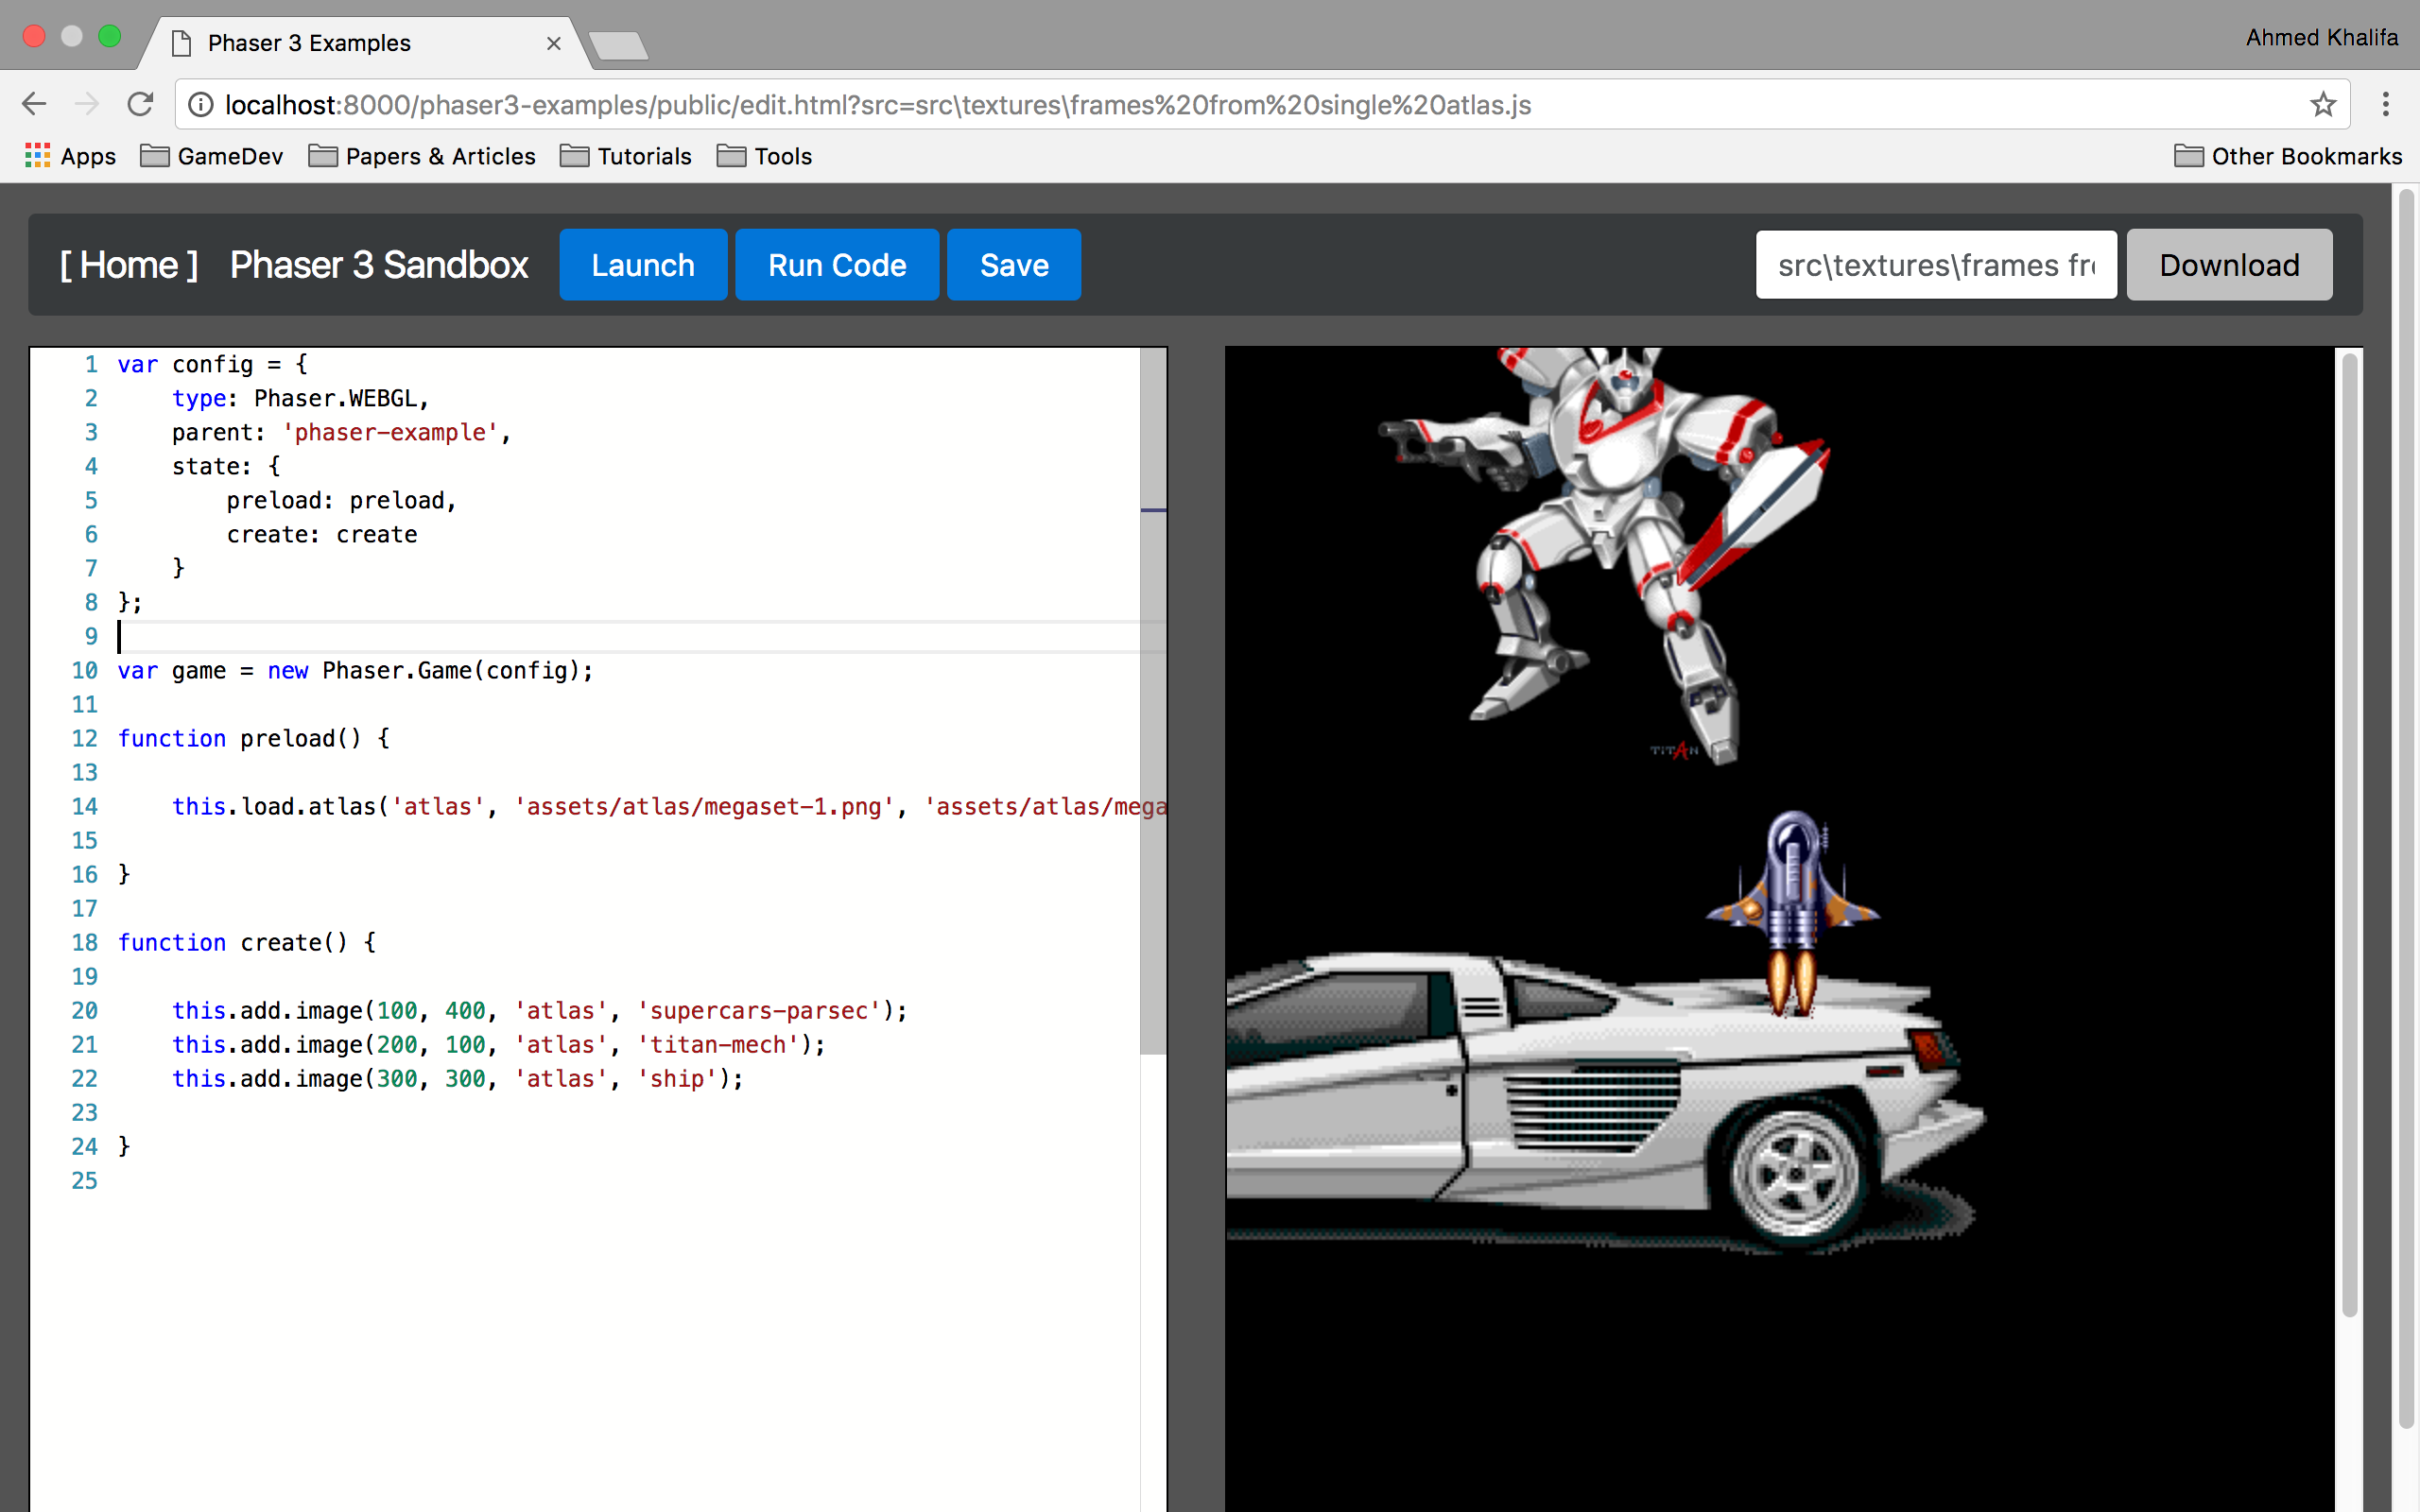 Phaser 3 Examples
Ahmed Khalifa
localhost:8000/phaser3-examples/public/edit.html?src=src\textures\frames%20from%20single%20atlas.js
Apps GameDev Papers & Articles Tutorials Tools Other Bookmarks
[ Home ] Phaser 3 Sandbox Launch Run Code Save src\textures\frames fr Download
1 var config = {
2     type: Phaser.WEBGL,
3     parent: 'phaser-example',
4     state: {
5         preload: preload,
6         create: create
7     }
8 };
9
10 var game = new Phaser.Game(config);
11
12 function preload() {
13
14     this.load.atlas('atlas', 'assets/atlas/megaset-1.png', 'assets/atlas/mega
15
16 }
17
18 function create() {
19
20     this.add.image(100, 400, 'atlas', 'supercars-parsec');
21     this.add.image(200, 100, 'atlas', 'titan-mech');
22     this.add.image(300, 300, 'atlas', 'ship');
23
24 }
25
TITAN